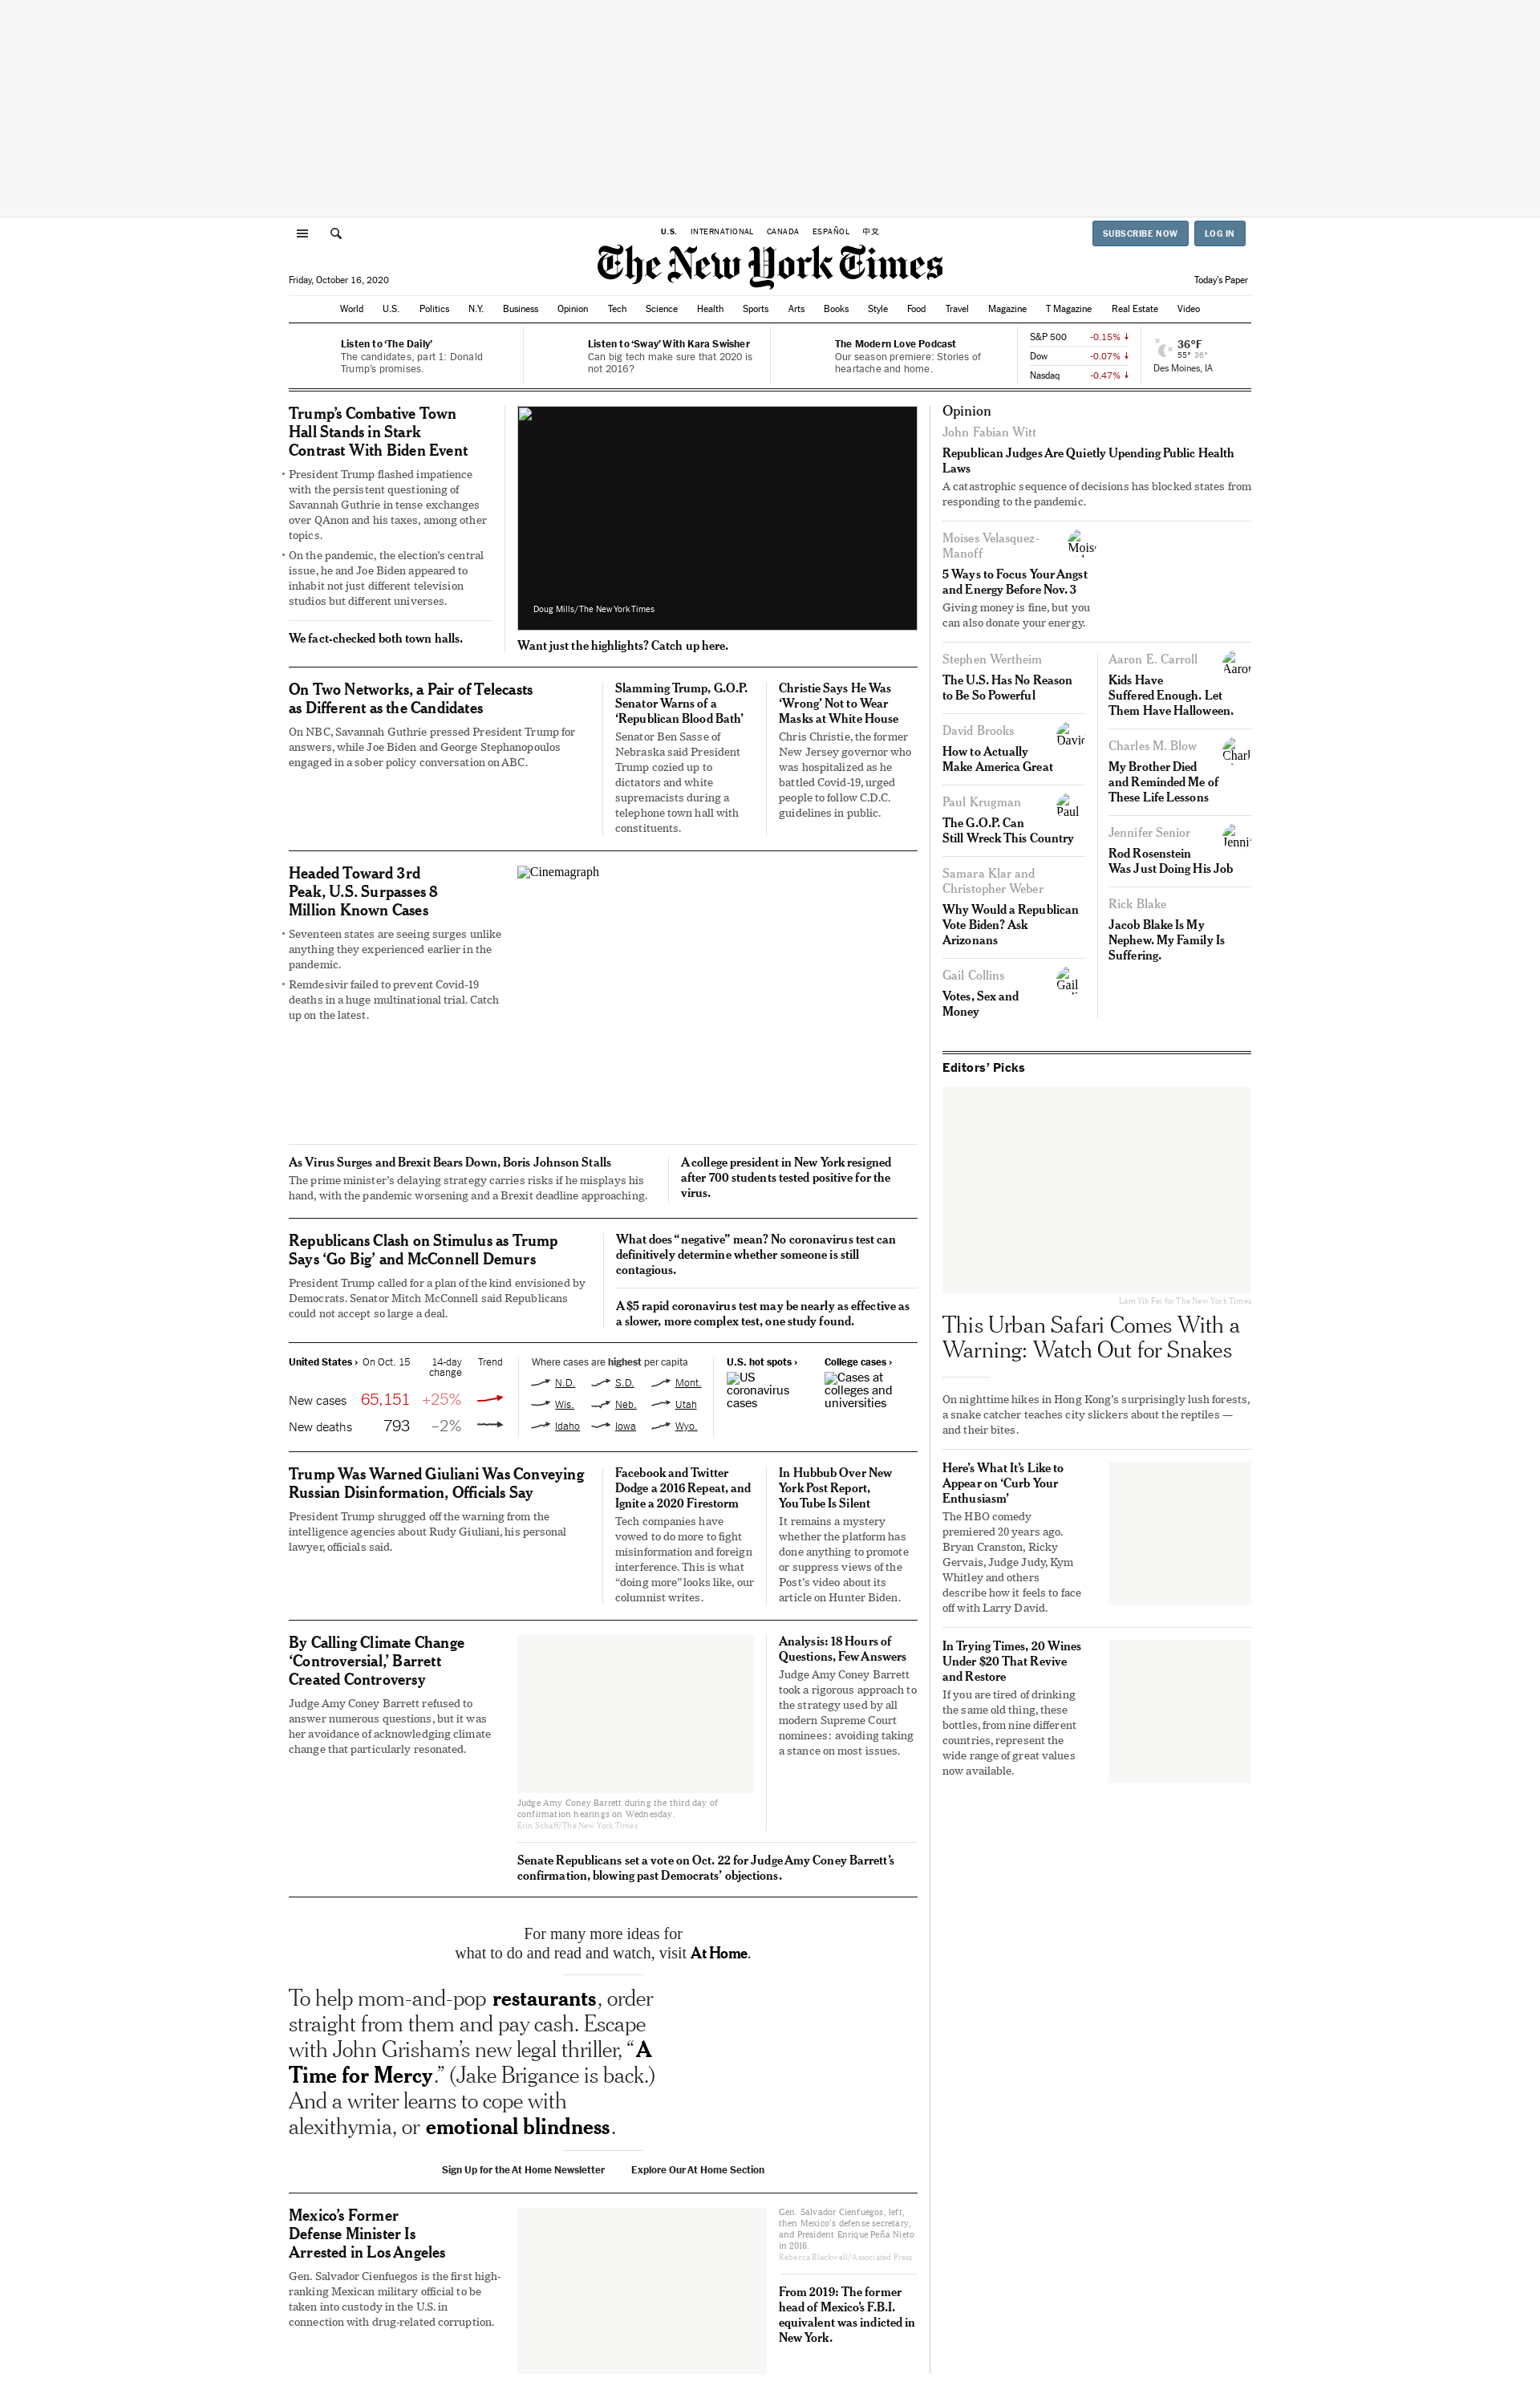 U.S. INTERNATIONAL CANADA ESPAÑOL 中文
SUBSCRIBE NOW LOG IN
The New York Times
Friday, October 16, 2020
Today's Paper
World U.S. Politics N.Y. Business Opinion Tech Science Health Sports Arts Books Style Food Travel Magazine T Magazine Real Estate Video
Listen to ‘The Daily’
The candidates, part 1: Donald
Trump’s promises.
Listen to ‘Sway’ With Kara Swisher
Can big tech make sure that 2020 is
not 2016?
The Modern Love Podcast
Our season premiere: Stories of
heartache and home.
S&P 500 -0.15% ↓
Dow -0.07% ↓
Nasdaq -0.47% ↓
36°F
55° 36°
Des Moines, IA
Trump’s Combative Town
Hall Stands in Stark
Contrast With Biden Event
• President Trump flashed impatience
with the persistent questioning of
Savannah Guthrie in tense exchanges
over QAnon and his taxes, among other
topics.
• On the pandemic, the election’s central
issue, he and Joe Biden appeared to
inhabit not just different television
studios but different universes.
We fact-checked both town halls.
Doug Mills/The New York Times
Want just the highlights? Catch up here.
On Two Networks, a Pair of Telecasts
as Different as the Candidates
On NBC, Savannah Guthrie pressed President Trump for
answers, while Joe Biden and George Stephanopoulos
engaged in a sober policy conversation on ABC.
Slamming Trump, G.O.P.
Senator Warns of a
‘Republican Blood Bath’
Senator Ben Sasse of
Nebraska said President
Trump cozied up to
dictators and white
supremacists during a
telephone town hall with
constituents.
Christie Says He Was
‘Wrong’ Not to Wear
Masks at White House
Chris Christie, the former
New Jersey governor who
was hospitalized as he
battled Covid-19, urged
people to follow C.D.C.
guidelines in public.
Headed Toward 3rd
Peak, U.S. Surpasses 8
Million Known Cases
• Seventeen states are seeing surges unlike
anything they experienced earlier in the
pandemic.
• Remdesivir failed to prevent Covid-19
deaths in a huge multinational trial. Catch
up on the latest.
Cinemagraph
As Virus Surges and Brexit Bears Down, Boris Johnson Stalls
The prime minister’s delaying strategy carries risks if he misplays his
hand, with the pandemic worsening and a Brexit deadline approaching.
A college president in New York resigned
after 700 students tested positive for the
virus.
Republicans Clash on Stimulus as Trump
Says ‘Go Big’ and McConnell Demurs
President Trump called for a plan of the kind envisioned by
Democrats. Senator Mitch McConnell said Republicans
could not accept so large a deal.
What does “negative” mean? No coronavirus test can
definitively determine whether someone is still
contagious.
A $5 rapid coronavirus test may be nearly as effective as
a slower, more complex test, one study found.
United States › On Oct. 15 14-day
change Trend
New cases 65,151 +25%
New deaths 793 –2%
Where cases are highest per capita
N.D. S.D. Mont.
Wis. Neb. Utah
Idaho Iowa Wyo.
U.S. hot spots ›
US
coronavirus
cases
College cases ›
Cases at
colleges and
universities
Trump Was Warned Giuliani Was Conveying
Russian Disinformation, Officials Say
President Trump shrugged off the warning from the
intelligence agencies about Rudy Giuliani, his personal
lawyer, officials said.
Facebook and Twitter
Dodge a 2016 Repeat, and
Ignite a 2020 Firestorm
Tech companies have
vowed to do more to fight
misinformation and foreign
interference. This is what
“doing more” looks like, our
columnist writes.
In Hubbub Over New
York Post Report,
YouTube Is Silent
It remains a mystery
whether the platform has
done anything to promote
or suppress views of the
Post’s video about its
article on Hunter Biden.
By Calling Climate Change
‘Controversial,’ Barrett
Created Controversy
Judge Amy Coney Barrett refused to
answer numerous questions, but it was
her avoidance of acknowledging climate
change that particularly resonated.
Judge Amy Coney Barrett during the third day of
confirmation hearings on Wednesday.
Erin Schaff/The New York Times
Analysis: 18 Hours of
Questions, Few Answers
Judge Amy Coney Barrett
took a rigorous approach to
the strategy used by all
modern Supreme Court
nominees: avoiding taking
a stance on most issues.
Senate Republicans set a vote on Oct. 22 for Judge Amy Coney Barrett’s
confirmation, blowing past Democrats’ objections.
For many more ideas for
what to do and read and watch, visit At Home.
To help mom-and-pop restaurants, order
straight from them and pay cash. Escape
with John Grisham’s new legal thriller, “A
Time for Mercy.” (Jake Brigance is back.)
And a writer learns to cope with
alexithymia, or emotional blindness.
Sign Up for the At Home Newsletter Explore Our At Home Section
Mexico’s Former
Defense Minister Is
Arrested in Los Angeles
Gen. Salvador Cienfuegos is the first high-
ranking Mexican military official to be
taken into custody in the U.S. in
connection with drug-related corruption.
Gen. Salvador Cienfuegos, left,
then Mexico’s defense secretary,
and President Enrique Peña Nieto
in 2016.
Rebecca Blackwell/Associated Press
From 2019: The former
head of Mexico’s F.B.I.
equivalent was indicted in
New York.
Opinion
John Fabian Witt
Republican Judges Are Quietly Upending Public Health
Laws
A catastrophic sequence of decisions has blocked states from
responding to the pandemic.
Moises Velasquez-
Manoff
5 Ways to Focus Your Angst
and Energy Before Nov. 3
Giving money is fine, but you
can also donate your energy.
Stephen Wertheim
The U.S. Has No Reason
to Be So Powerful
David Brooks
How to Actually
Make America Great
Paul
Paul Krugman
The G.O.P. Can
Still Wreck This Country
Samara Klar and
Christopher Weber
Why Would a Republican
Vote Biden? Ask
Arizonans
Gail
Gail Collins
Votes, Sex and
Money
Aaron E. Carroll
Kids Have
Suffered Enough. Let
Them Have Halloween.
Charles M. Blow
My Brother Died
and Reminded Me of
These Life Lessons
Jennifer Senior
Rod Rosenstein
Was Just Doing His Job
Rick Blake
Jacob Blake Is My
Nephew. My Family Is
Suffering.
Editors’ Picks
Lam Yik Fei for The New York Times
This Urban Safari Comes With a
Warning: Watch Out for Snakes
On nighttime hikes in Hong Kong’s surprisingly lush forests,
a snake catcher teaches city slickers about the reptiles —
and their bites.
Here’s What It’s Like to
Appear on ‘Curb Your
Enthusiasm’
The HBO comedy
premiered 20 years ago.
Bryan Cranston, Ricky
Gervais, Judge Judy, Kym
Whitley and others
describe how it feels to face
off with Larry David.
In Trying Times, 20 Wines
Under $20 That Revive
and Restore
If you are tired of drinking
the same old thing, these
bottles, from nine different
countries, represent the
wide range of great values
now available.